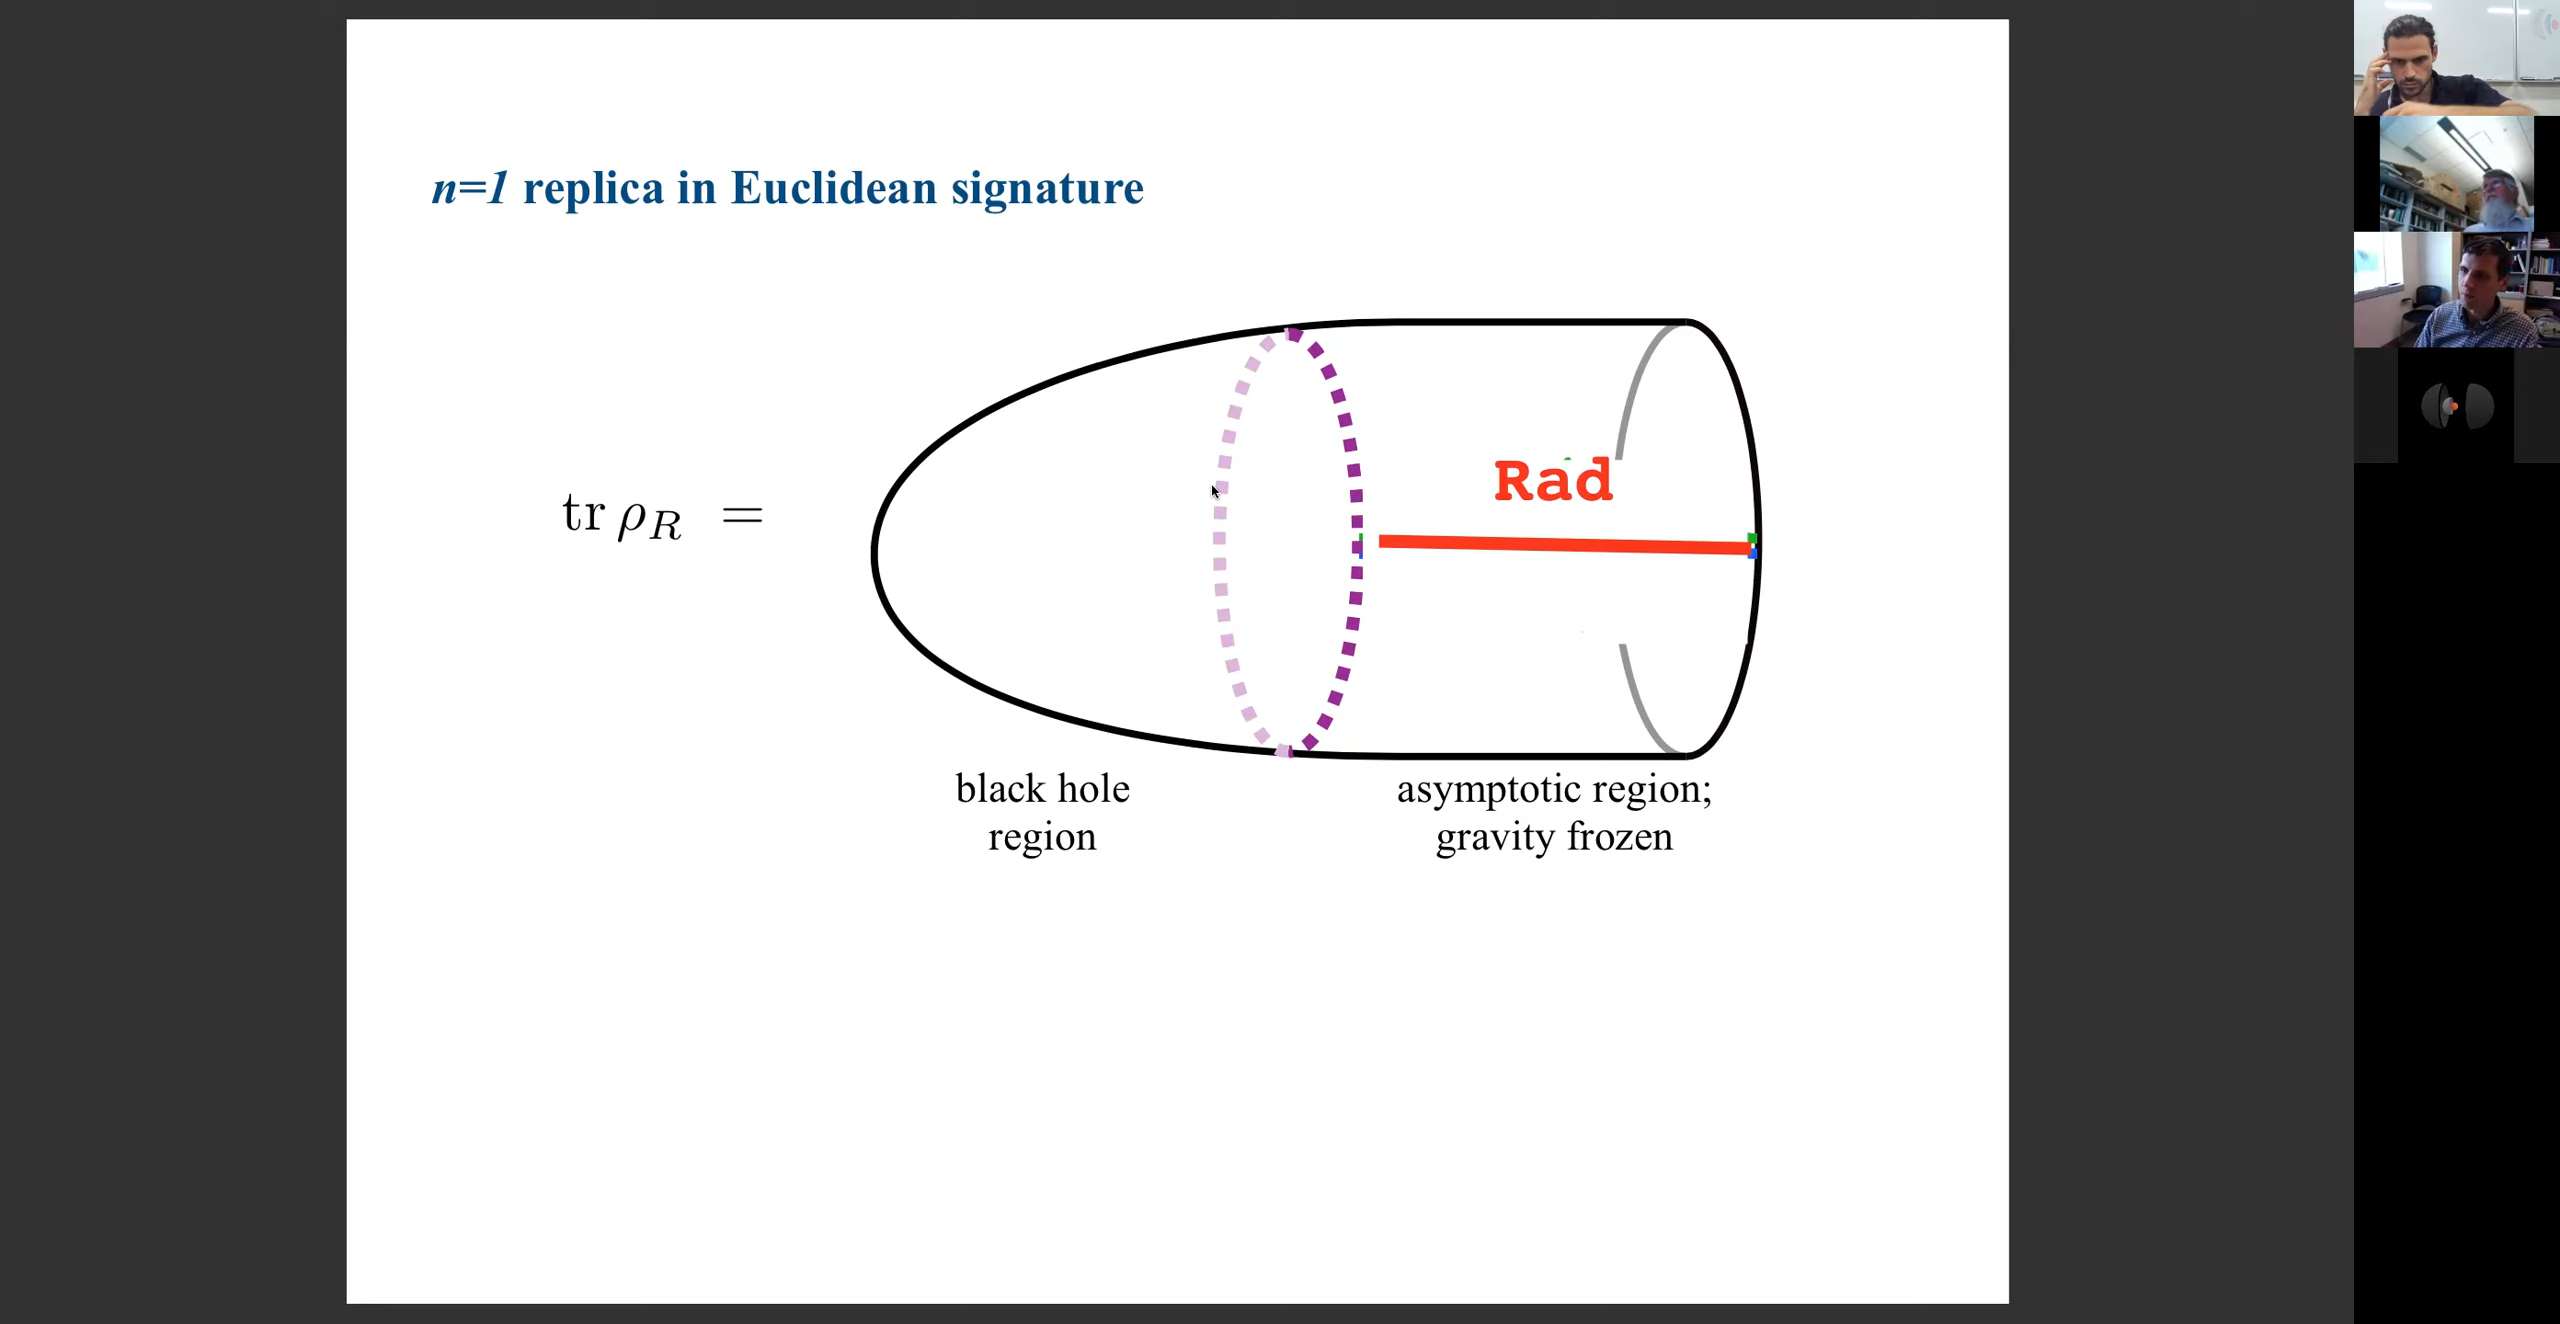 n=1 replica in Euclidean signature
tr ρ_R =
Rad
black hole
region
asymptotic region;
gravity frozen